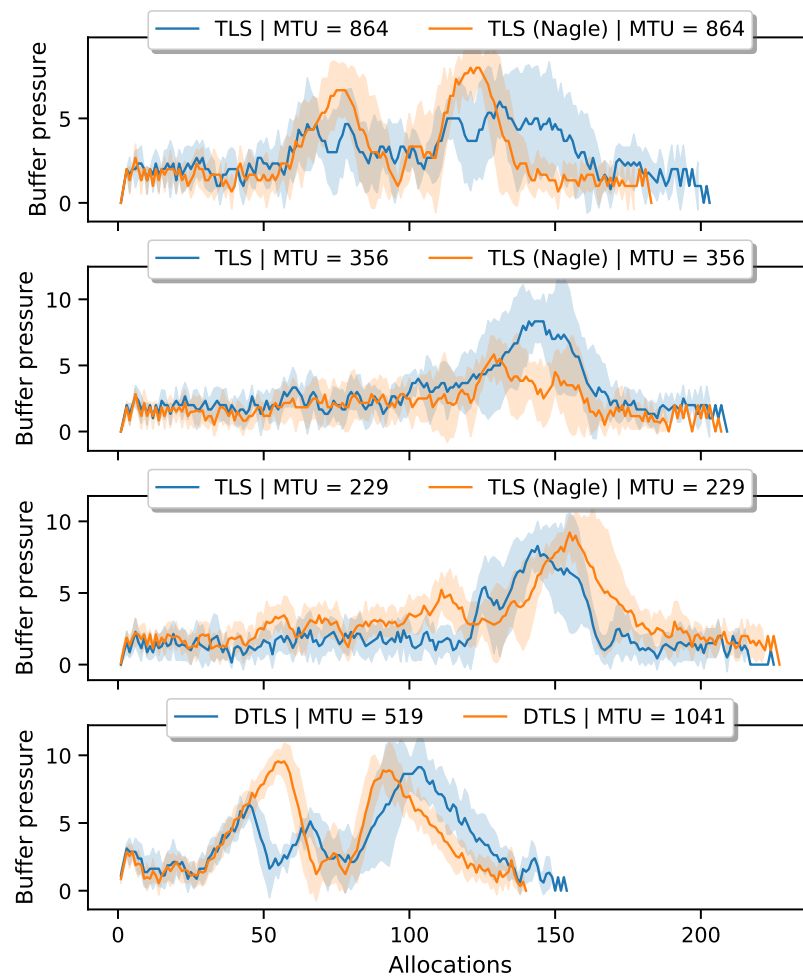 TLS | MTU = 864 TLS (Nagle) | MTU = 864
Buffer pressure
5
0
TLS | MTU = 356 TLS (Nagle) | MTU = 356
Buffer pressure
10
5
0
TLS | MTU = 229 TLS (Nagle) | MTU = 229
Buffer pressure
10
5
0
DTLS | MTU = 519 DTLS | MTU = 1041
Buffer pressure
10
5
0
0 50 100 150 200
Allocations